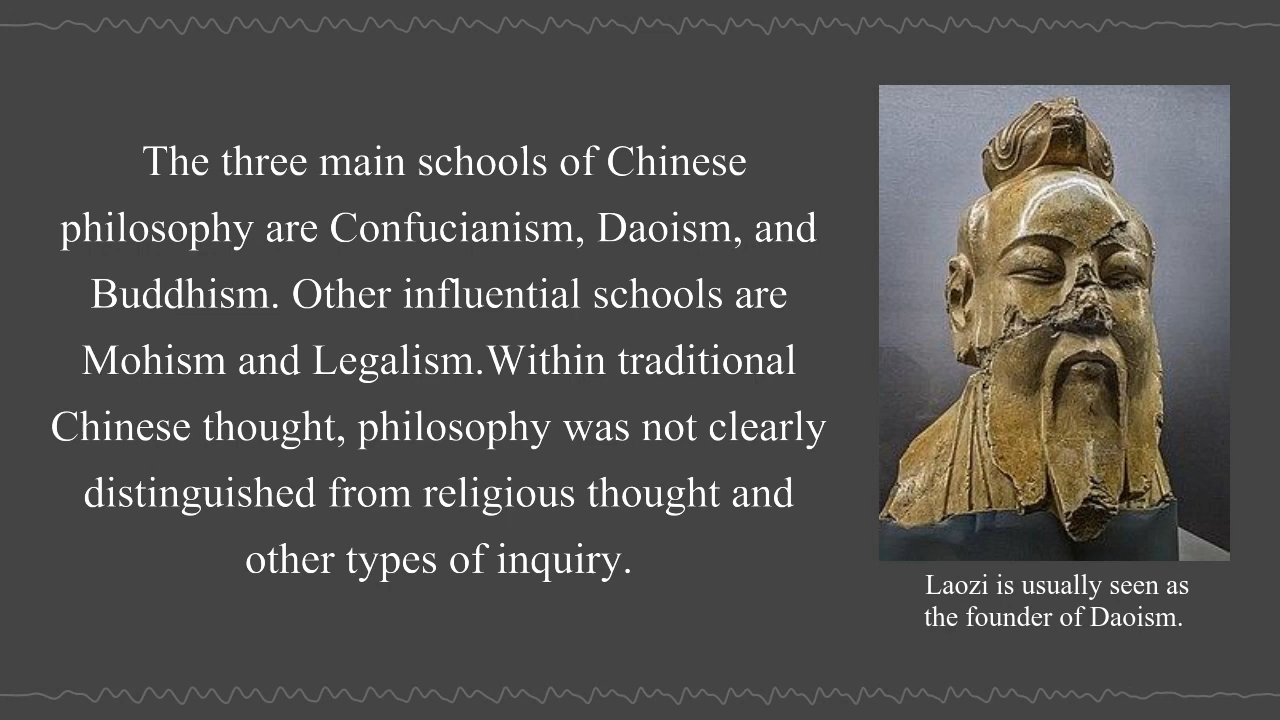 The three main schools of Chinese
philosophy are Confucianism, Daoism, and
Buddhism. Other influential schools are
Mohism and Legalism.Within traditional
Chinese thought, philosophy was not clearly
distinguished from religious thought and
other types of inquiry.
Laozi is usually seen as
the founder of Daoism.